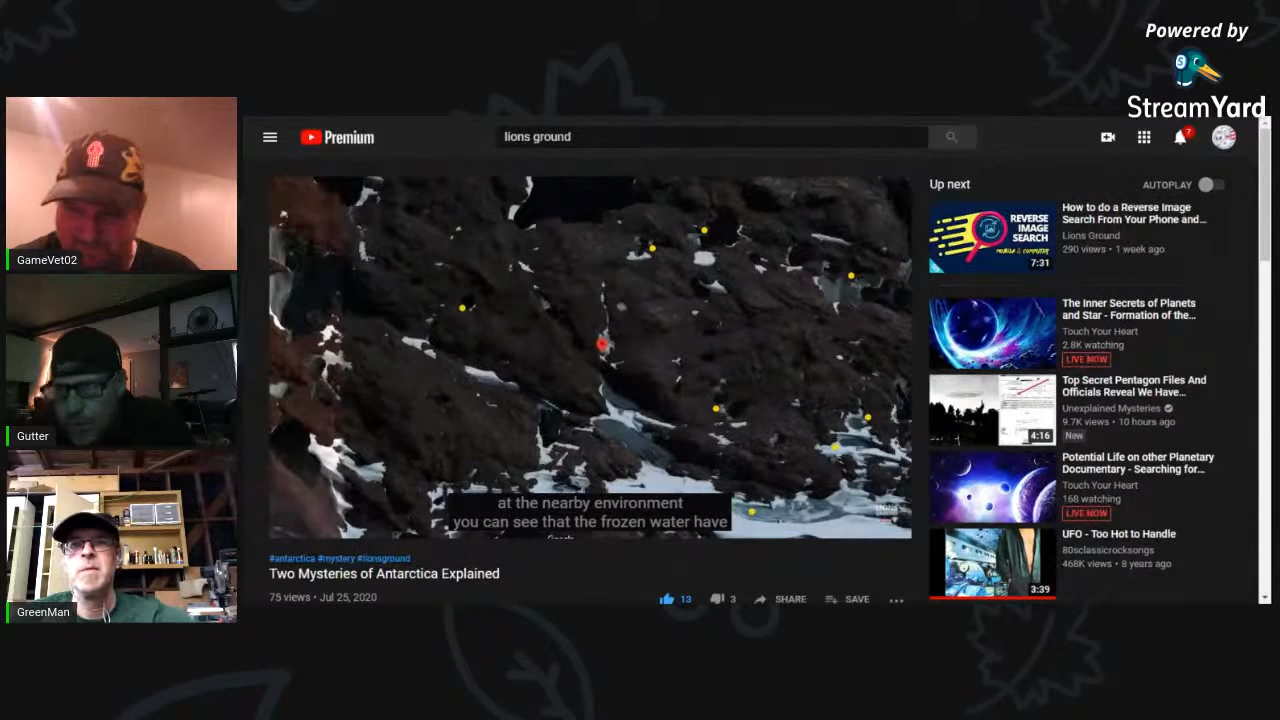 Powered by
StreamYard
GameVet02
Gutter
GreenMan
Premium
lions ground
7
at the nearby environment
you can see that the frozen water have
#antarctica #mystery #lionsground
Two Mysteries of Antarctica Explained
75 views • Jul 25, 2020
13
3
SHARE
SAVE
Up next
AUTOPLAY
REVERSE
IMAGE
SEARCH
MOBILE & COMPUTER
7:31
How to do a Reverse Image
Search From Your Phone and...
Lions Ground
290 views • 1 week ago
The Inner Secrets of Planets
and Star - Formation of the...
Touch Your Heart
2.8K watching
LIVE NOW
4:16
Top Secret Pentagon Files And
Officials Reveal We Have...
Unexplained Mysteries
9.7K views • 10 hours ago
New
Potential Life on other Planetary
Documentary - Searching for...
Touch Your Heart
168 watching
LIVE NOW
3:39
UFO - Too Hot to Handle
80sclassicrocksongs
468K views • 8 years ago